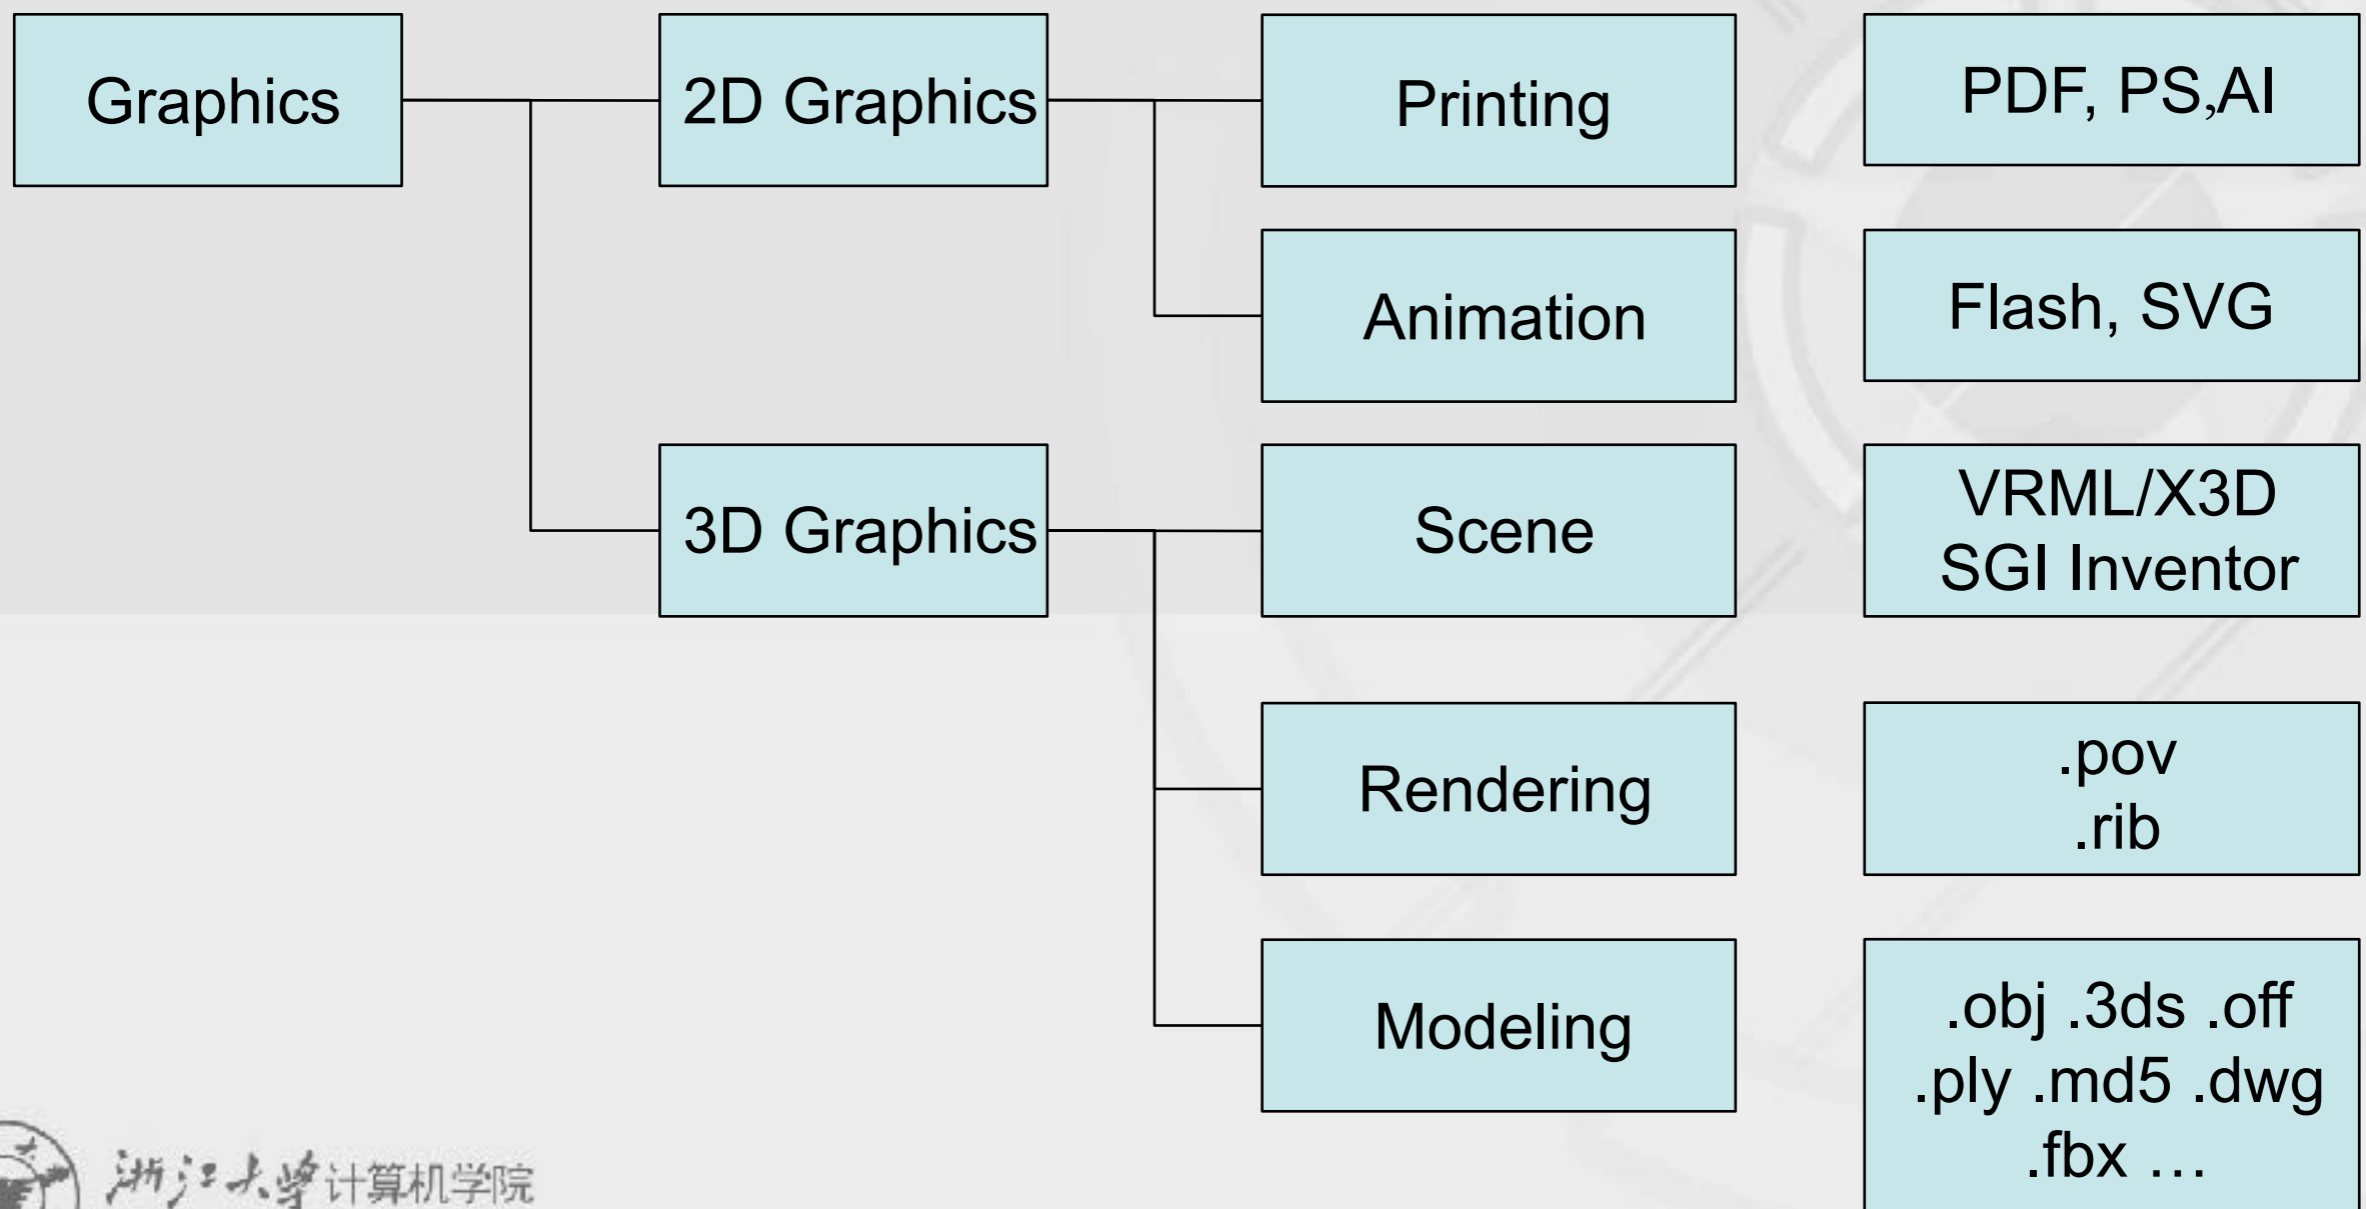 Graphics
2D Graphics
Printing
PDF, PS,AI
Animation
Flash, SVG
3D Graphics
Scene
VRML/X3D
SGI Inventor
Rendering
.pov
.rib
Modeling
.obj .3ds .off
.ply .md5 .dwg
.fbx …
浙江大学计算机学院